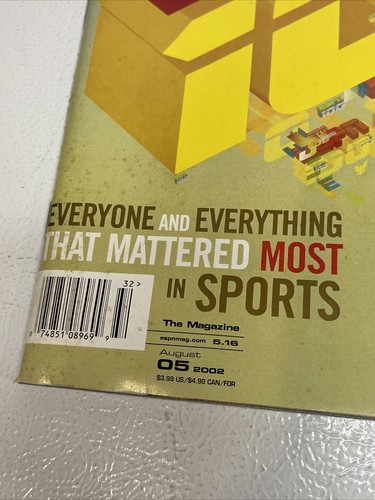 EVERYONE AND EVERYTHING
THAT MATTERED MOST
IN SPORTS
32>
74851 08969 9
The Magazine
espnmag.com 5.16
August
05 2002
$3.99 US/$4.99 CAN/FOR